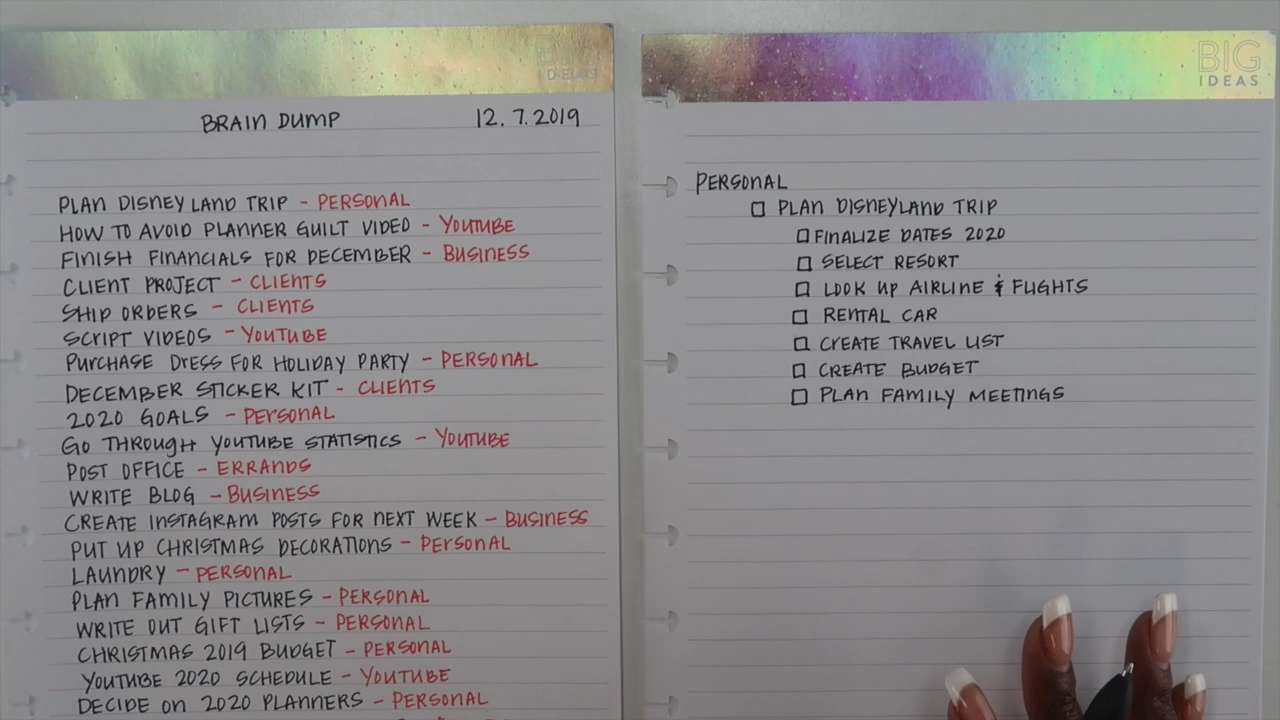 BIG
IDEAS
BRAIN DUMP 12.7.2019
PLAN DISNEYLAND TRIP - PERSONAL
HOW TO AVOID PLANNER GUILT VIDEO - YOUTUBE
FINISH FINANCIALS FOR DECEMBER - BUSINESS
CLIENT PROJECT - CLIENTS
SHIP ORDERS - CLIENTS
SCRIPT VIDEOS - YOUTUBE
PURCHASE DRESS FOR HOLIDAY PARTY - PERSONAL
DECEMBER STICKER KIT - CLIENTS
2020 GOALS - PERSONAL
GO THROUGH YOUTUBE STATISTICS - YOUTUBE
POST OFFICE - ERRANDS
WRITE BLOG - BUSINESS
CREATE INSTAGRAM POSTS FOR NEXT WEEK - BUSINESS
PUT UP CHRISTMAS DECORATIONS - PERSONAL
LAUNDRY - PERSONAL
PLAN FAMILY PICTURES - PERSONAL
WRITE OUT GIFT LISTS - PERSONAL
CHRISTMAS 2019 BUDGET - PERSONAL
YOUTUBE 2020 SCHEDULE - YOUTUBE
DECIDE ON 2020 PLANNERS - PERSONAL
BIG
IDEAS
PERSONAL
PLAN DISNEYLAND TRIP
FINALIZE DATES 2020
SELECT RESORT
LOOK UP AIRLINE & FLIGHTS
RENTAL CAR
CREATE TRAVEL LIST
CREATE BUDGET
PLAN FAMILY MEETINGS